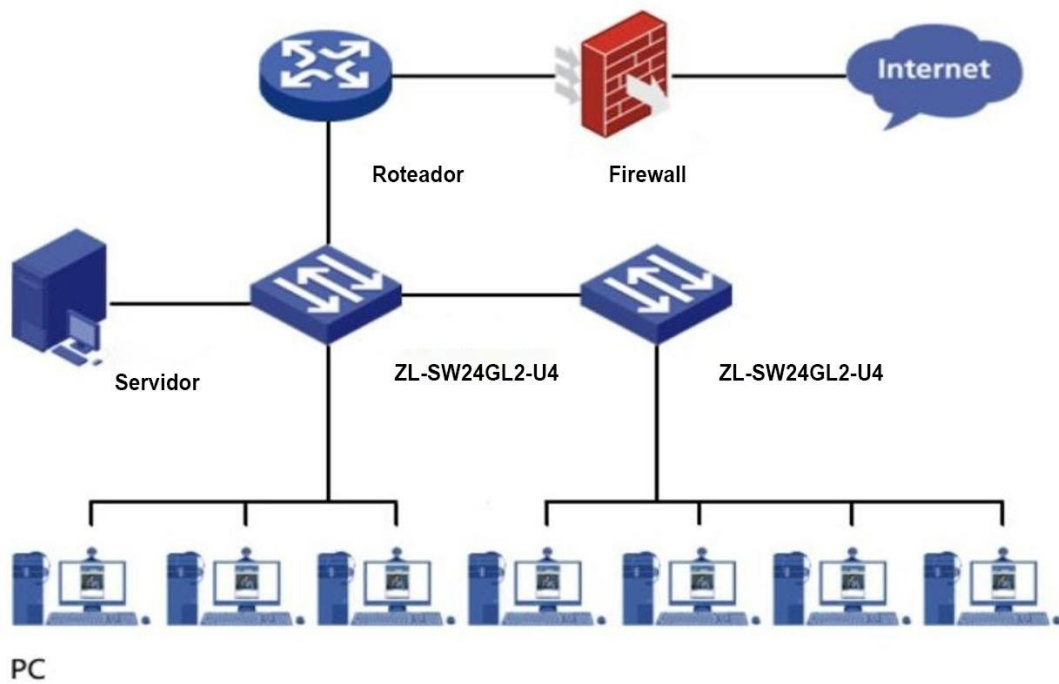 Internet
Roteador
Firewall
Servidor
ZL-SW24GL2-U4
ZL-SW24GL2-U4
PC